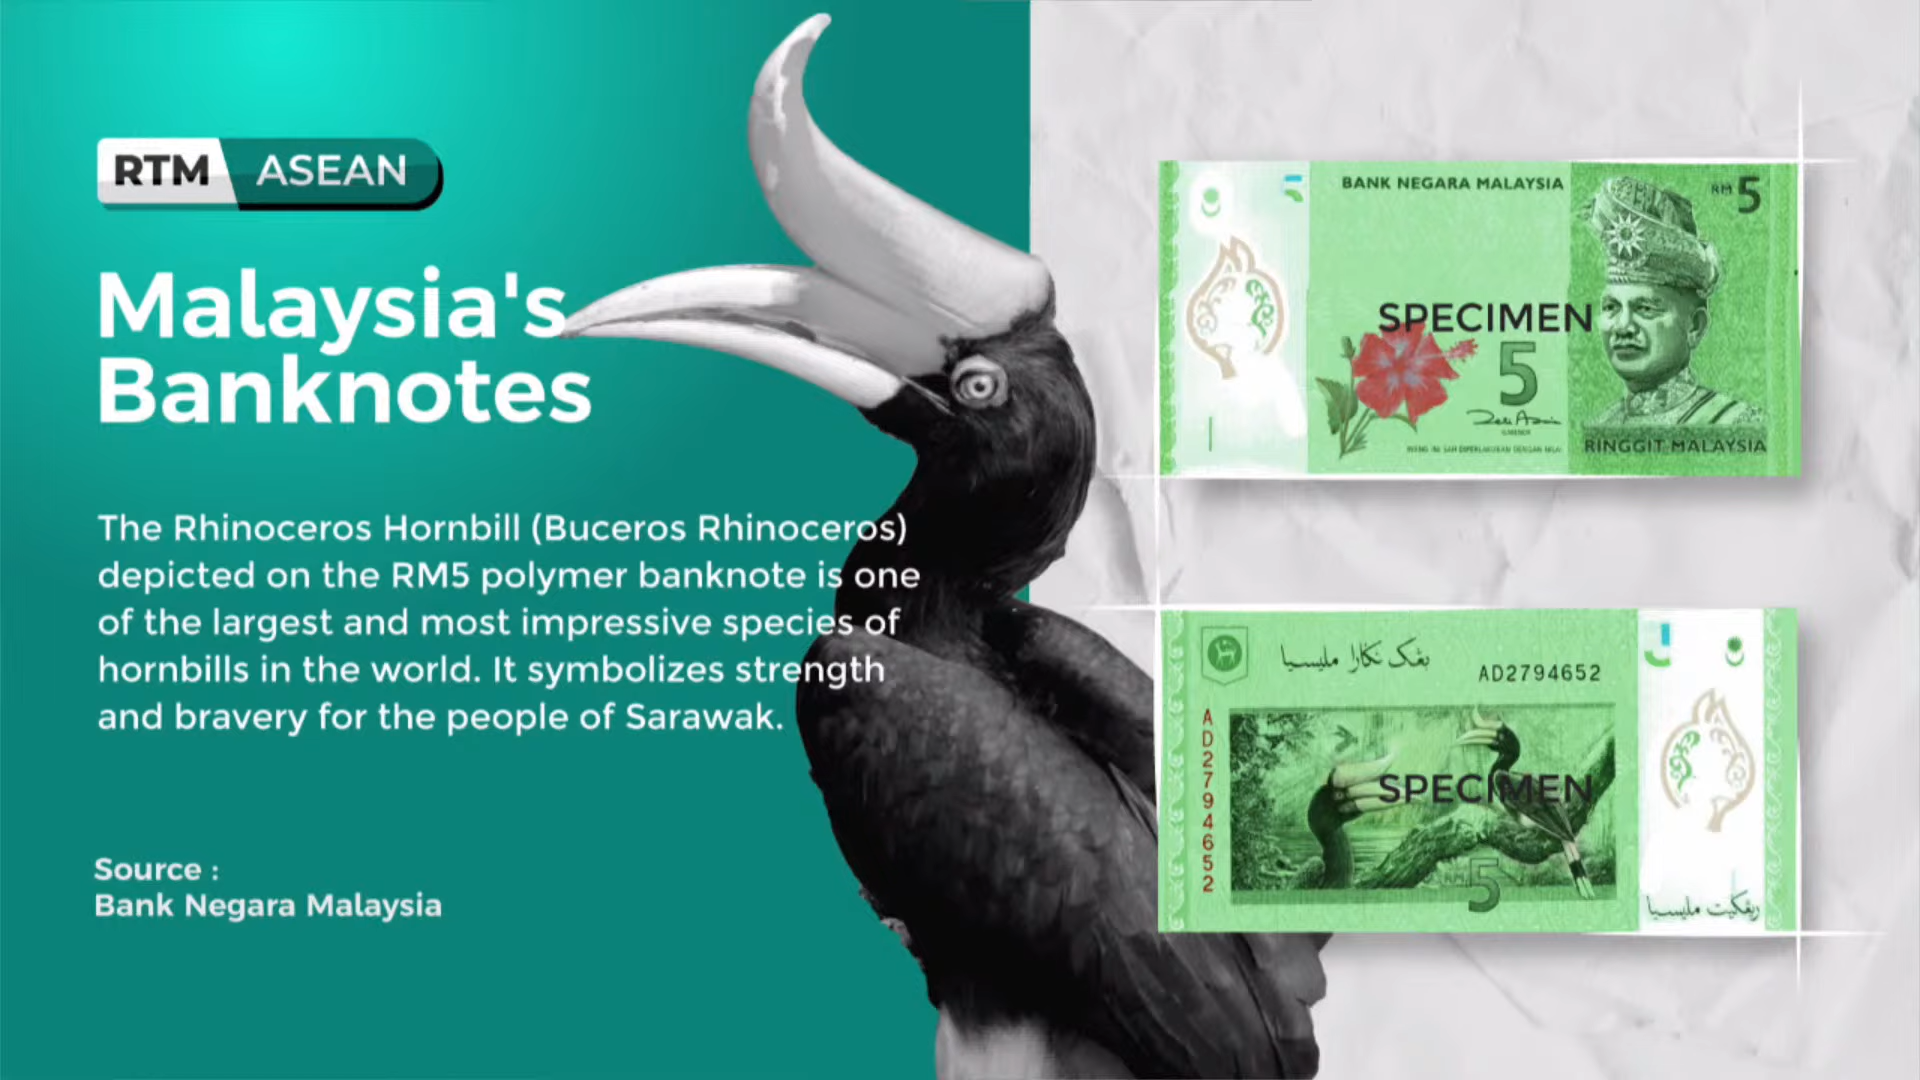 RTM ASEAN
Malaysia's
Banknotes
The Rhinoceros Hornbill (Buceros Rhinoceros)
depicted on the RM5 polymer banknote is one
of the largest and most impressive species of
hornbills in the world. It symbolizes strength
and bravery for the people of Sarawak.
Source :
Bank Negara Malaysia
5
BANK NEGARA MALAYSIA
RM 5
SPECIMEN
5
RINGGIT MALAYSIA
بڠک نݢارا مليسيا
AD2794652
AD2794652
SPECIMEN
RM5
ريڠݢيت مليسيا